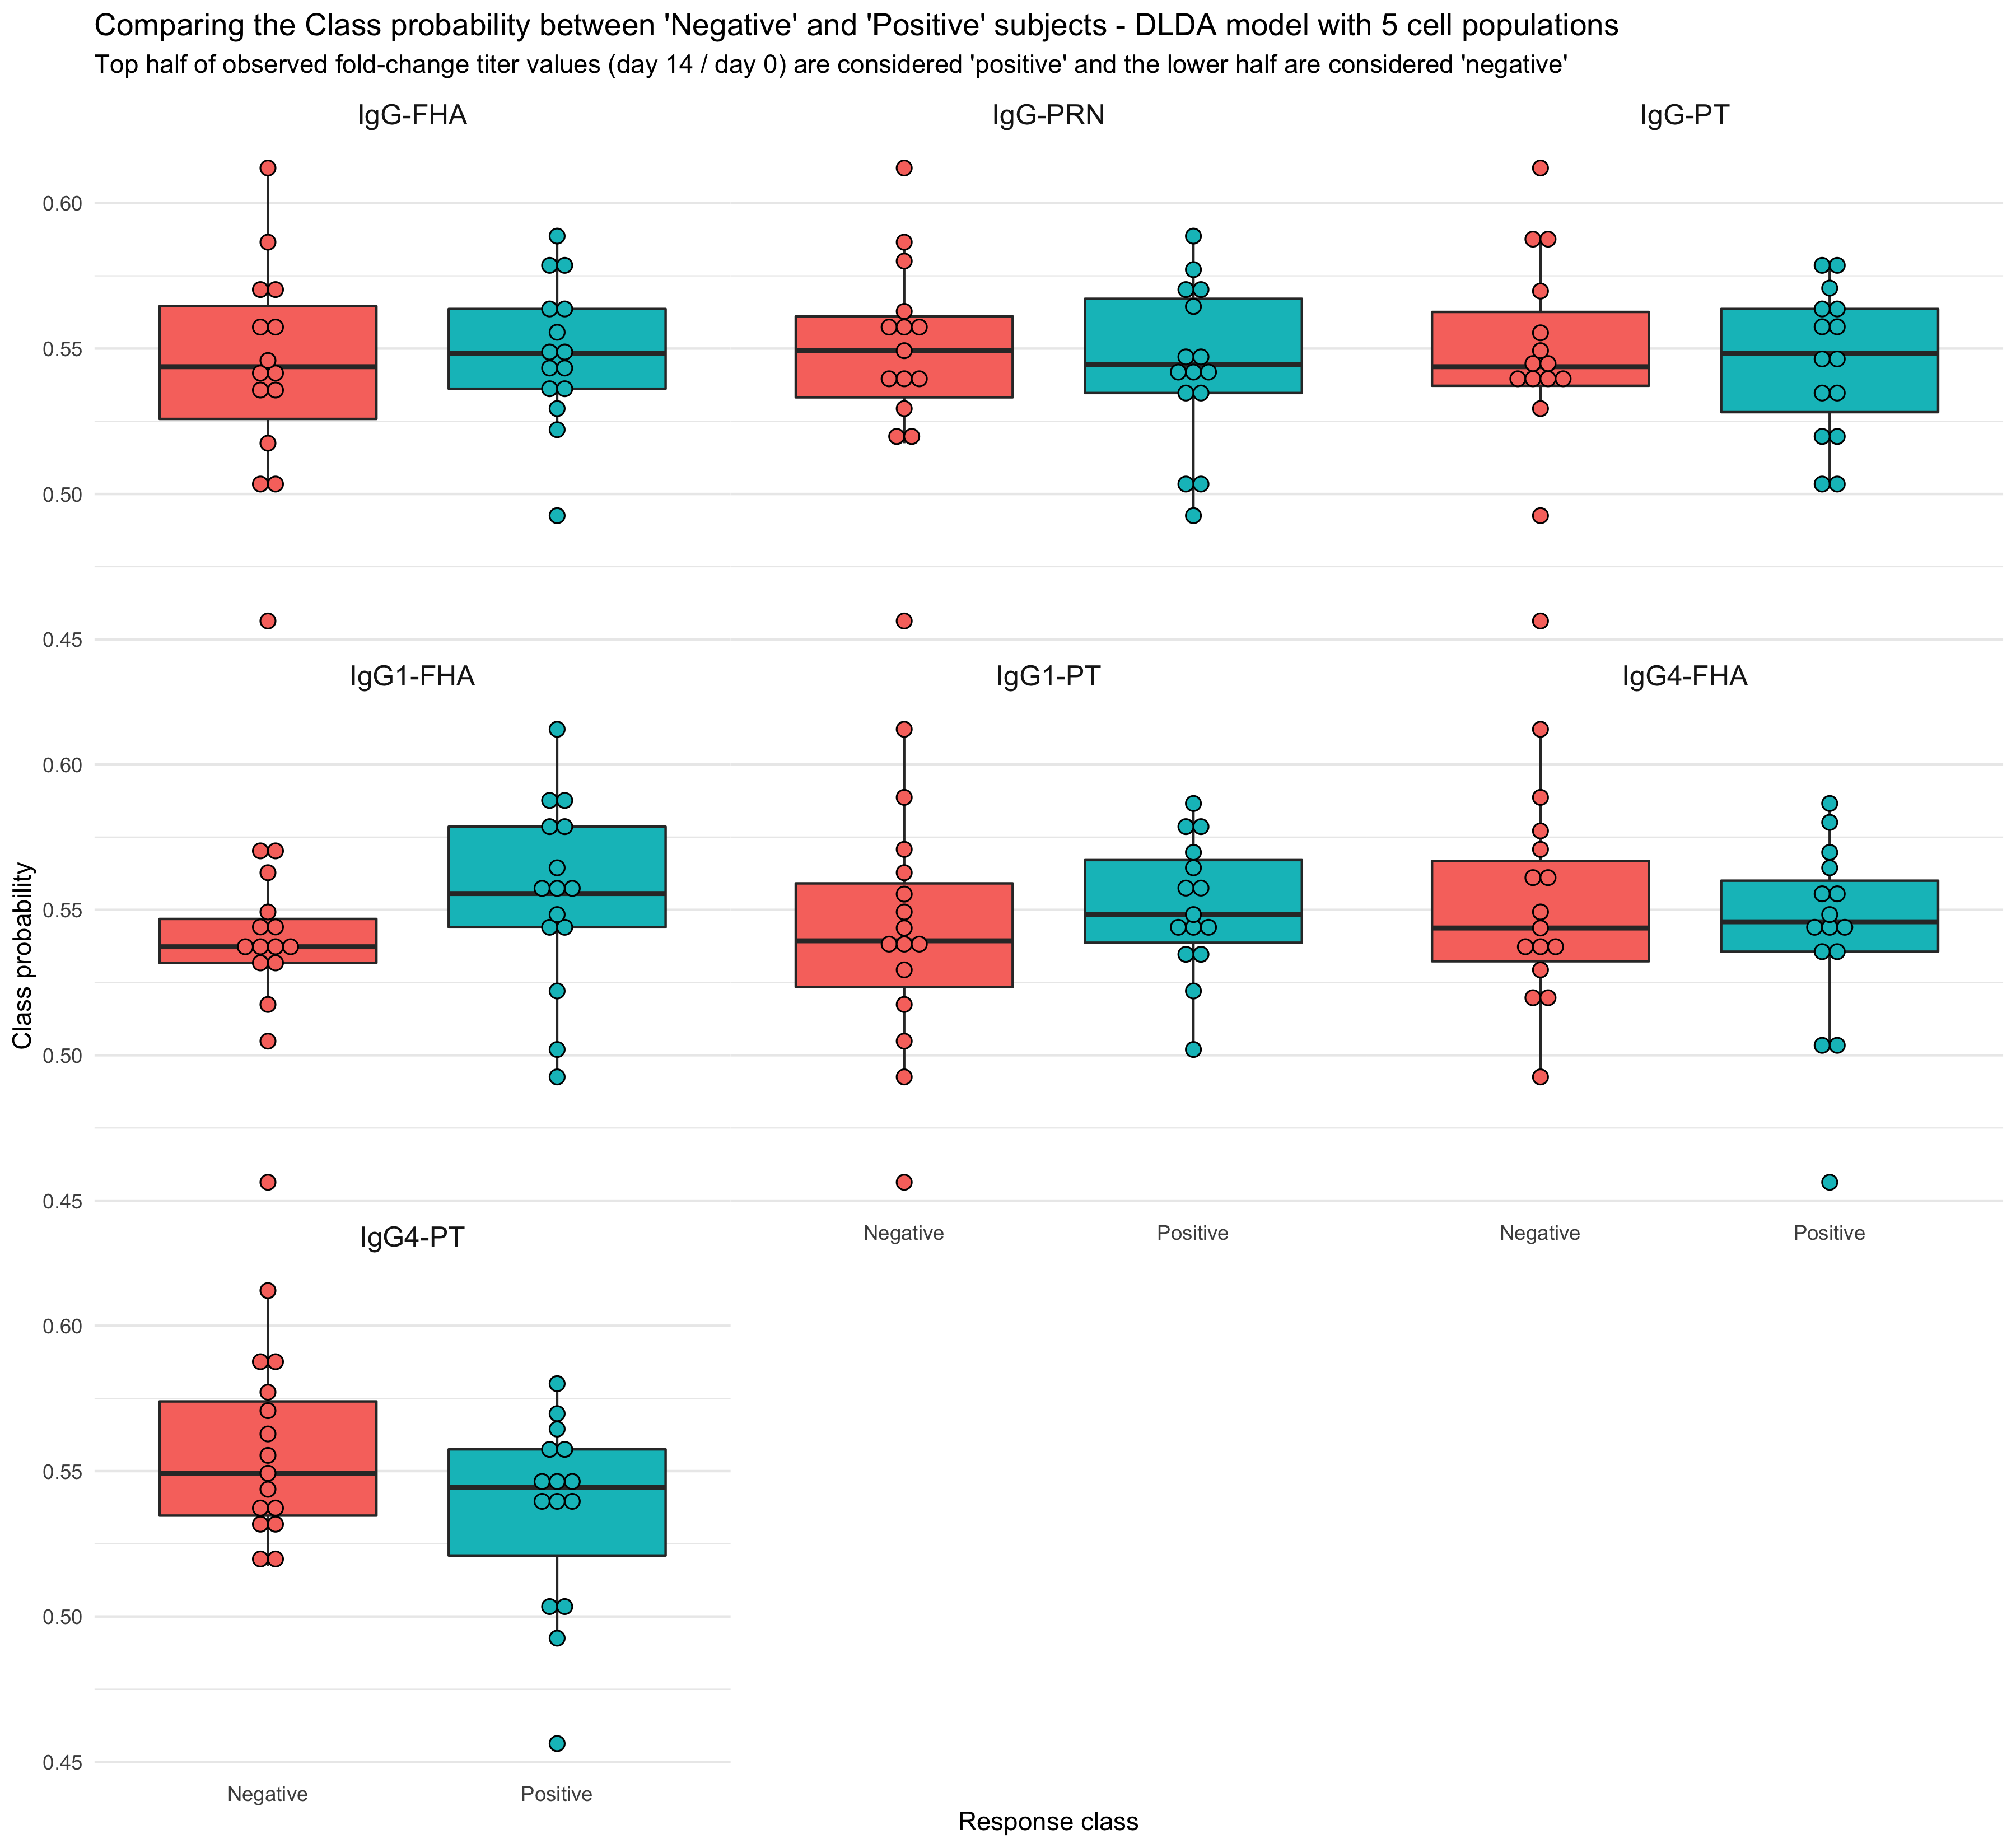 Comparing the Class probability between 'Negative' and 'Positive' subjects - DLDA model with 5 cell populations
Top half of observed fold-change titer values (day 14 / day 0) are considered 'positive' and the lower half are considered 'negative'
IgG-FHA
IgG-PRN
IgG-PT
0.60
0.55
0.50
0.45
IgG1-FHA
IgG1-PT
IgG4-FHA
0.60
0.55
0.50
0.45
Class probability
Negative
Positive
Negative
Positive
IgG4-PT
0.60
0.55
0.50
0.45
Negative
Positive
Response class